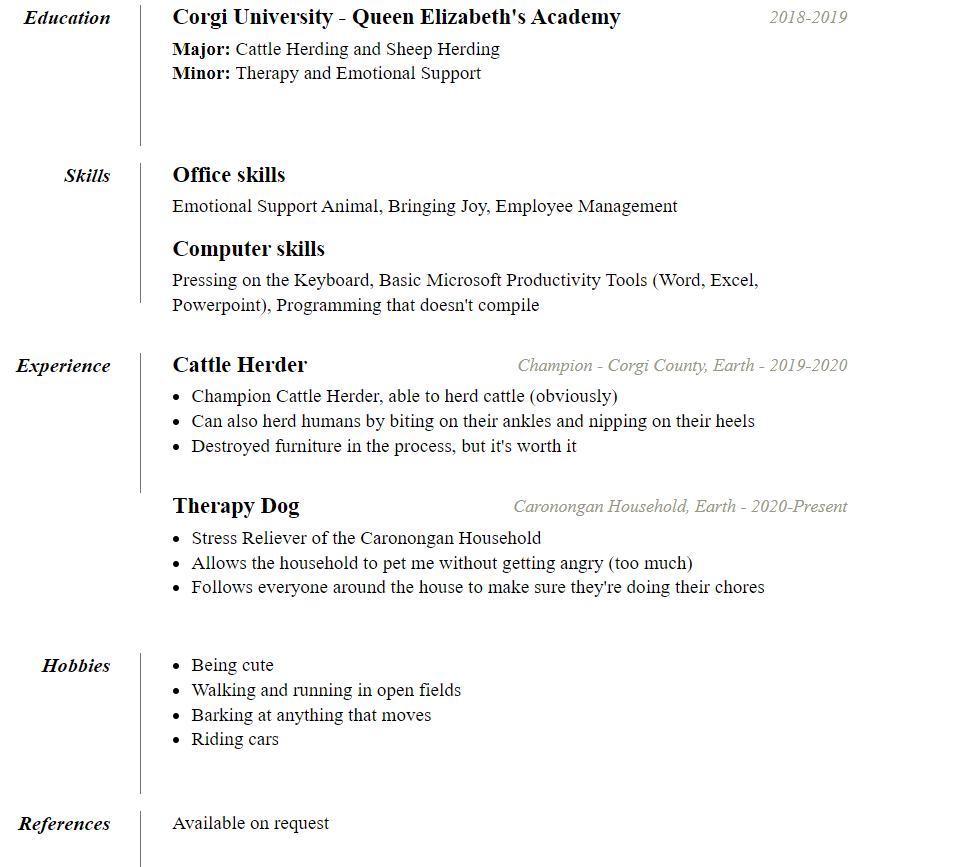 Education
Corgi University - Queen Elizabeth's Academy 2018-2019
Major: Cattle Herding and Sheep Herding
Minor: Therapy and Emotional Support
Skills
Office skills
Emotional Support Animal, Bringing Joy, Employee Management
Computer skills
Pressing on the Keyboard, Basic Microsoft Productivity Tools (Word, Excel,
Powerpoint), Programming that doesn't compile
Experience
Cattle Herder Champion - Corgi County, Earth - 2019-2020
• Champion Cattle Herder, able to herd cattle (obviously)
• Can also herd humans by biting on their ankles and nipping on their heels
• Destroyed furniture in the process, but it's worth it
Therapy Dog Caronongan Household, Earth - 2020-Present
• Stress Reliever of the Caronongan Household
• Allows the household to pet me without getting angry (too much)
• Follows everyone around the house to make sure they're doing their chores
Hobbies
• Being cute
• Walking and running in open fields
• Barking at anything that moves
• Riding cars
References
Available on request